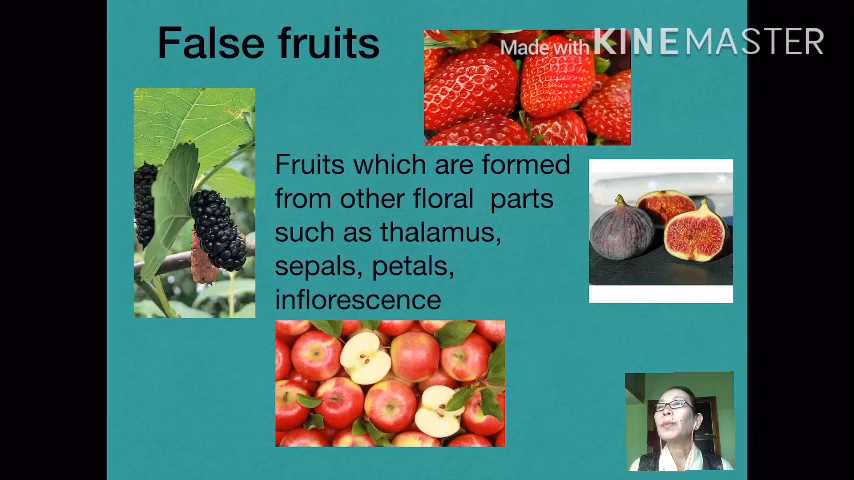 False fruits
Made with KINEMASTER
Fruits which are formed
from other floral parts
such as thalamus,
sepals, petals,
inflorescence